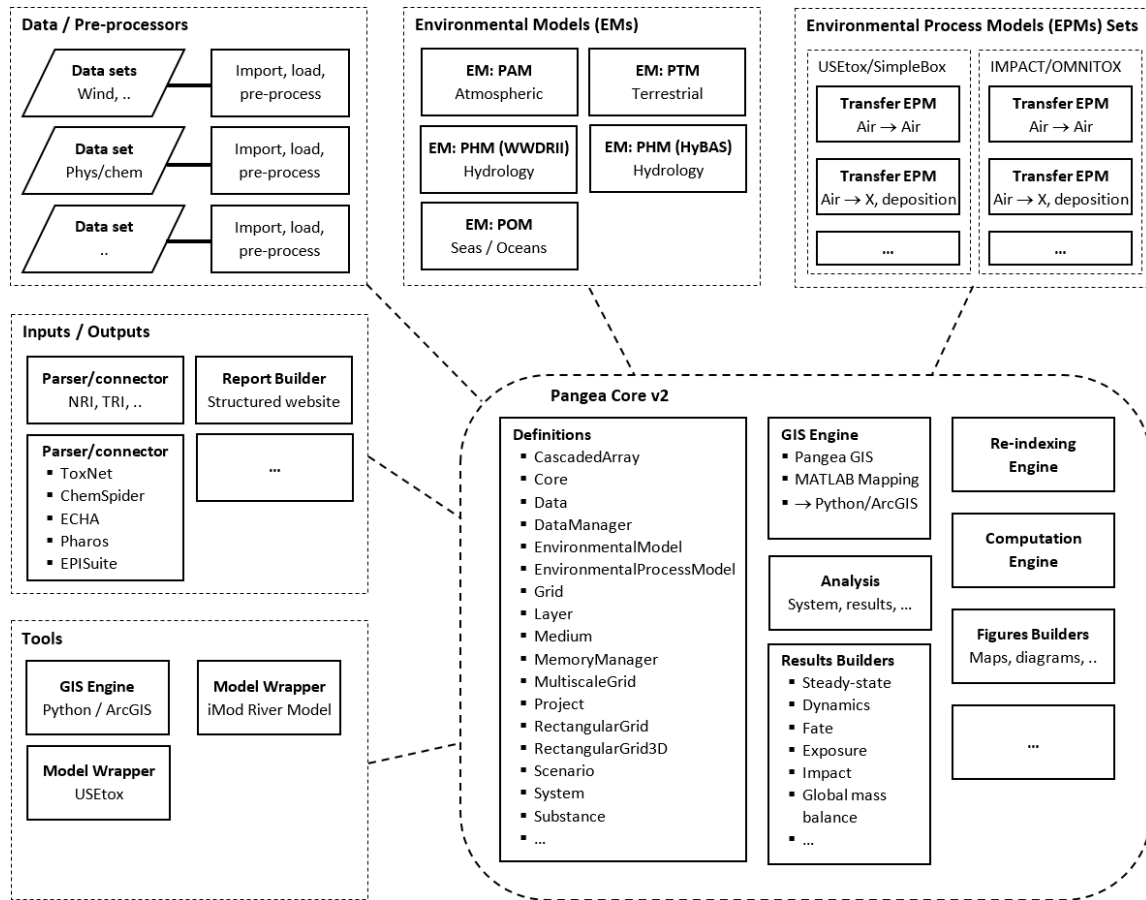 Data / Pre-processors
Data sets
Wind, ..
Import, load,
pre-process
Data set
Phys/chem
Import, load,
pre-process
Data set
..
Import, load,
pre-process
Environmental Models (EMs)
EM: PAM
Atmospheric
EM: PTM
Terrestrial
EM: PHM (WWDRII)
Hydrology
EM: PHM (HyBAS)
Hydrology
EM: POM
Seas / Oceans
Environmental Process Models (EPMs) Sets
USEtox/SimpleBox
Transfer EPM
Air → Air
Transfer EPM
Air → X, deposition
...
IMPACT/OMNITOX
Transfer EPM
Air → Air
Transfer EPM
Air → X, deposition
...
Inputs / Outputs
Parser/connector
NRI, TRI, ..
Report Builder
Structured website
Parser/connector
▪ ToxNet
▪ ChemSpider
▪ ECHA
▪ Pharos
▪ EPISuite
...
Tools
GIS Engine
Python / ArcGIS
Model Wrapper
iMod River Model
Model Wrapper
USEtox
Pangea Core v2
Definitions
▪ CascadedArray
▪ Core
▪ Data
▪ DataManager
▪ EnvironmentalModel
▪ EnvironmentalProcessModel
▪ Grid
▪ Layer
▪ Medium
▪ MemoryManager
▪ MultiscaleGrid
▪ Project
▪ RectangularGrid
▪ RectangularGrid3D
▪ Scenario
▪ System
▪ Substance
▪ ...
GIS Engine
▪ Pangea GIS
▪ MATLAB Mapping
▪ → Python/ArcGIS
Analysis
System, results, ...
Results Builders
▪ Steady-state
▪ Dynamics
▪ Fate
▪ Exposure
▪ Impact
▪ Global mass
balance
▪ ...
Re-indexing
Engine
Computation
Engine
Figures Builders
Maps, diagrams, ..
...